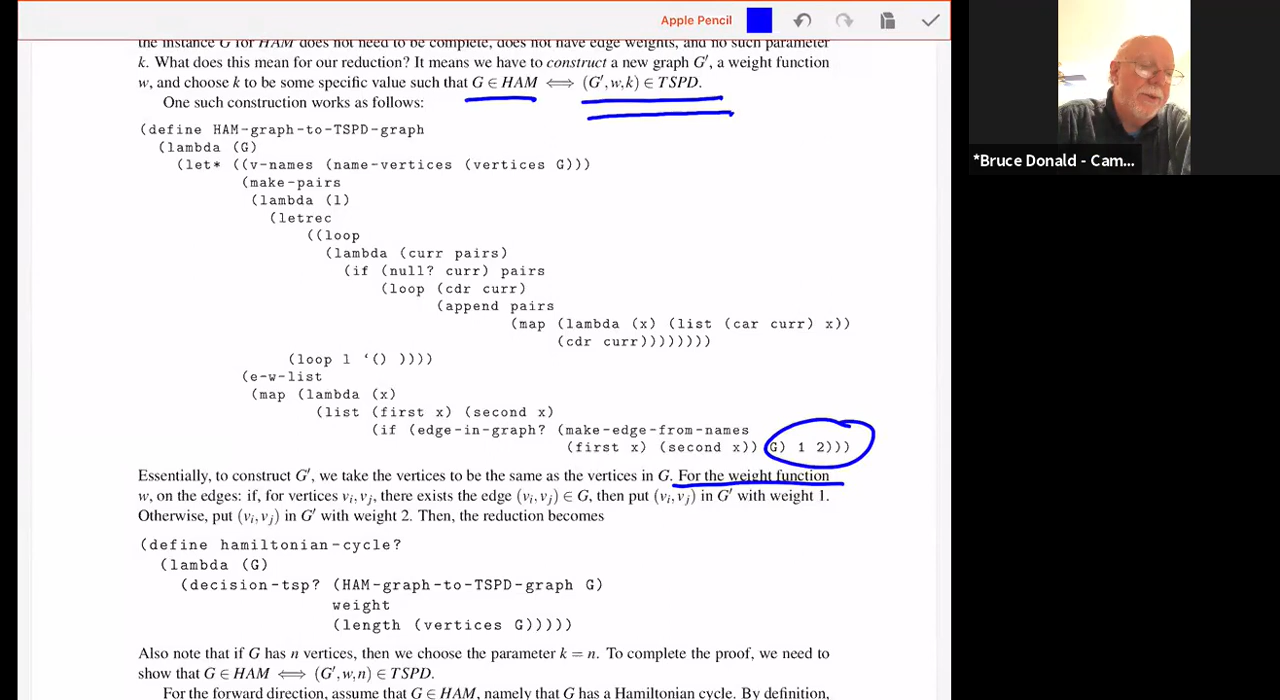 Apple Pencil
the instance G for HAM does not need to be complete, does not have edge weights, and no such parameter
k. What does this mean for our reduction? It means we have to construct a new graph G′, a weight function
w, and choose k to be some specific value such that G ∈ HAM ⟺ (G′,w,k) ∈ TSPD.
One such construction works as follows:
(define HAM-graph-to-TSPD-graph
(lambda (G)
(let* ((v-names (name-vertices (vertices G)))
(make-pairs
(lambda (l)
(letrec
((loop
(lambda (curr pairs)
(if (null? curr) pairs
(loop (cdr curr)
(append pairs
(map (lambda (x) (list (car curr) x))
(cdr curr))))))))
(loop l ‘() ))))
(e-w-list
(map (lambda (x)
(list (first x) (second x)
(if (edge-in-graph? (make-edge-from-names
(first x) (second x)) G) 1 2)))
Essentially, to construct G′, we take the vertices to be the same as the vertices in G. For the weight function
w, on the edges: if, for vertices vᵢ,vⱼ, there exists the edge (vᵢ,vⱼ) ∈ G, then put (vᵢ,vⱼ) in G′ with weight 1.
Otherwise, put (vᵢ,vⱼ) in G′ with weight 2. Then, the reduction becomes
(define hamiltonian-cycle?
(lambda (G)
(decision-tsp? (HAM-graph-to-TSPD-graph G)
weight
(length (vertices G)))))
Also note that if G has n vertices, then we choose the parameter k = n. To complete the proof, we need to
show that G ∈ HAM ⟺ (G′,w,n) ∈ TSPD.
For the forward direction, assume that G ∈ HAM, namely that G has a Hamiltonian cycle. By definition,
*Bruce Donald - Cam...